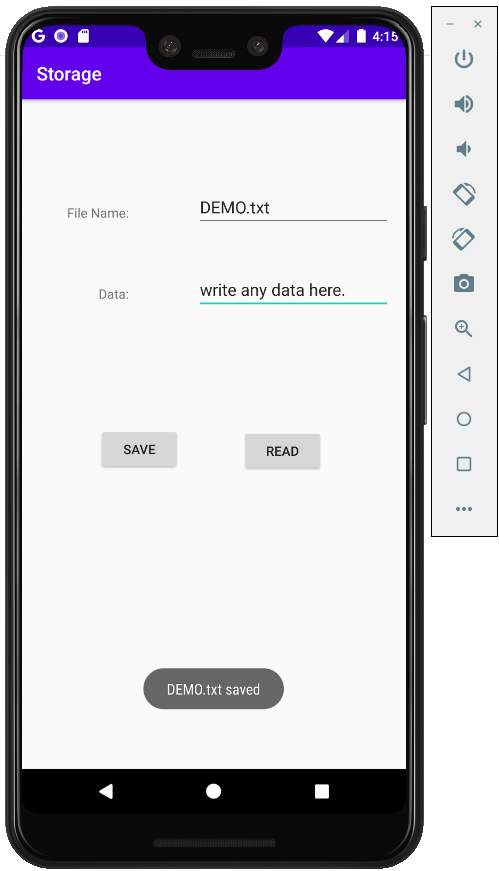 4:15
Storage
File Name:
DEMO.txt
Data:
write any data here.
SAVE
READ
DEMO.txt saved